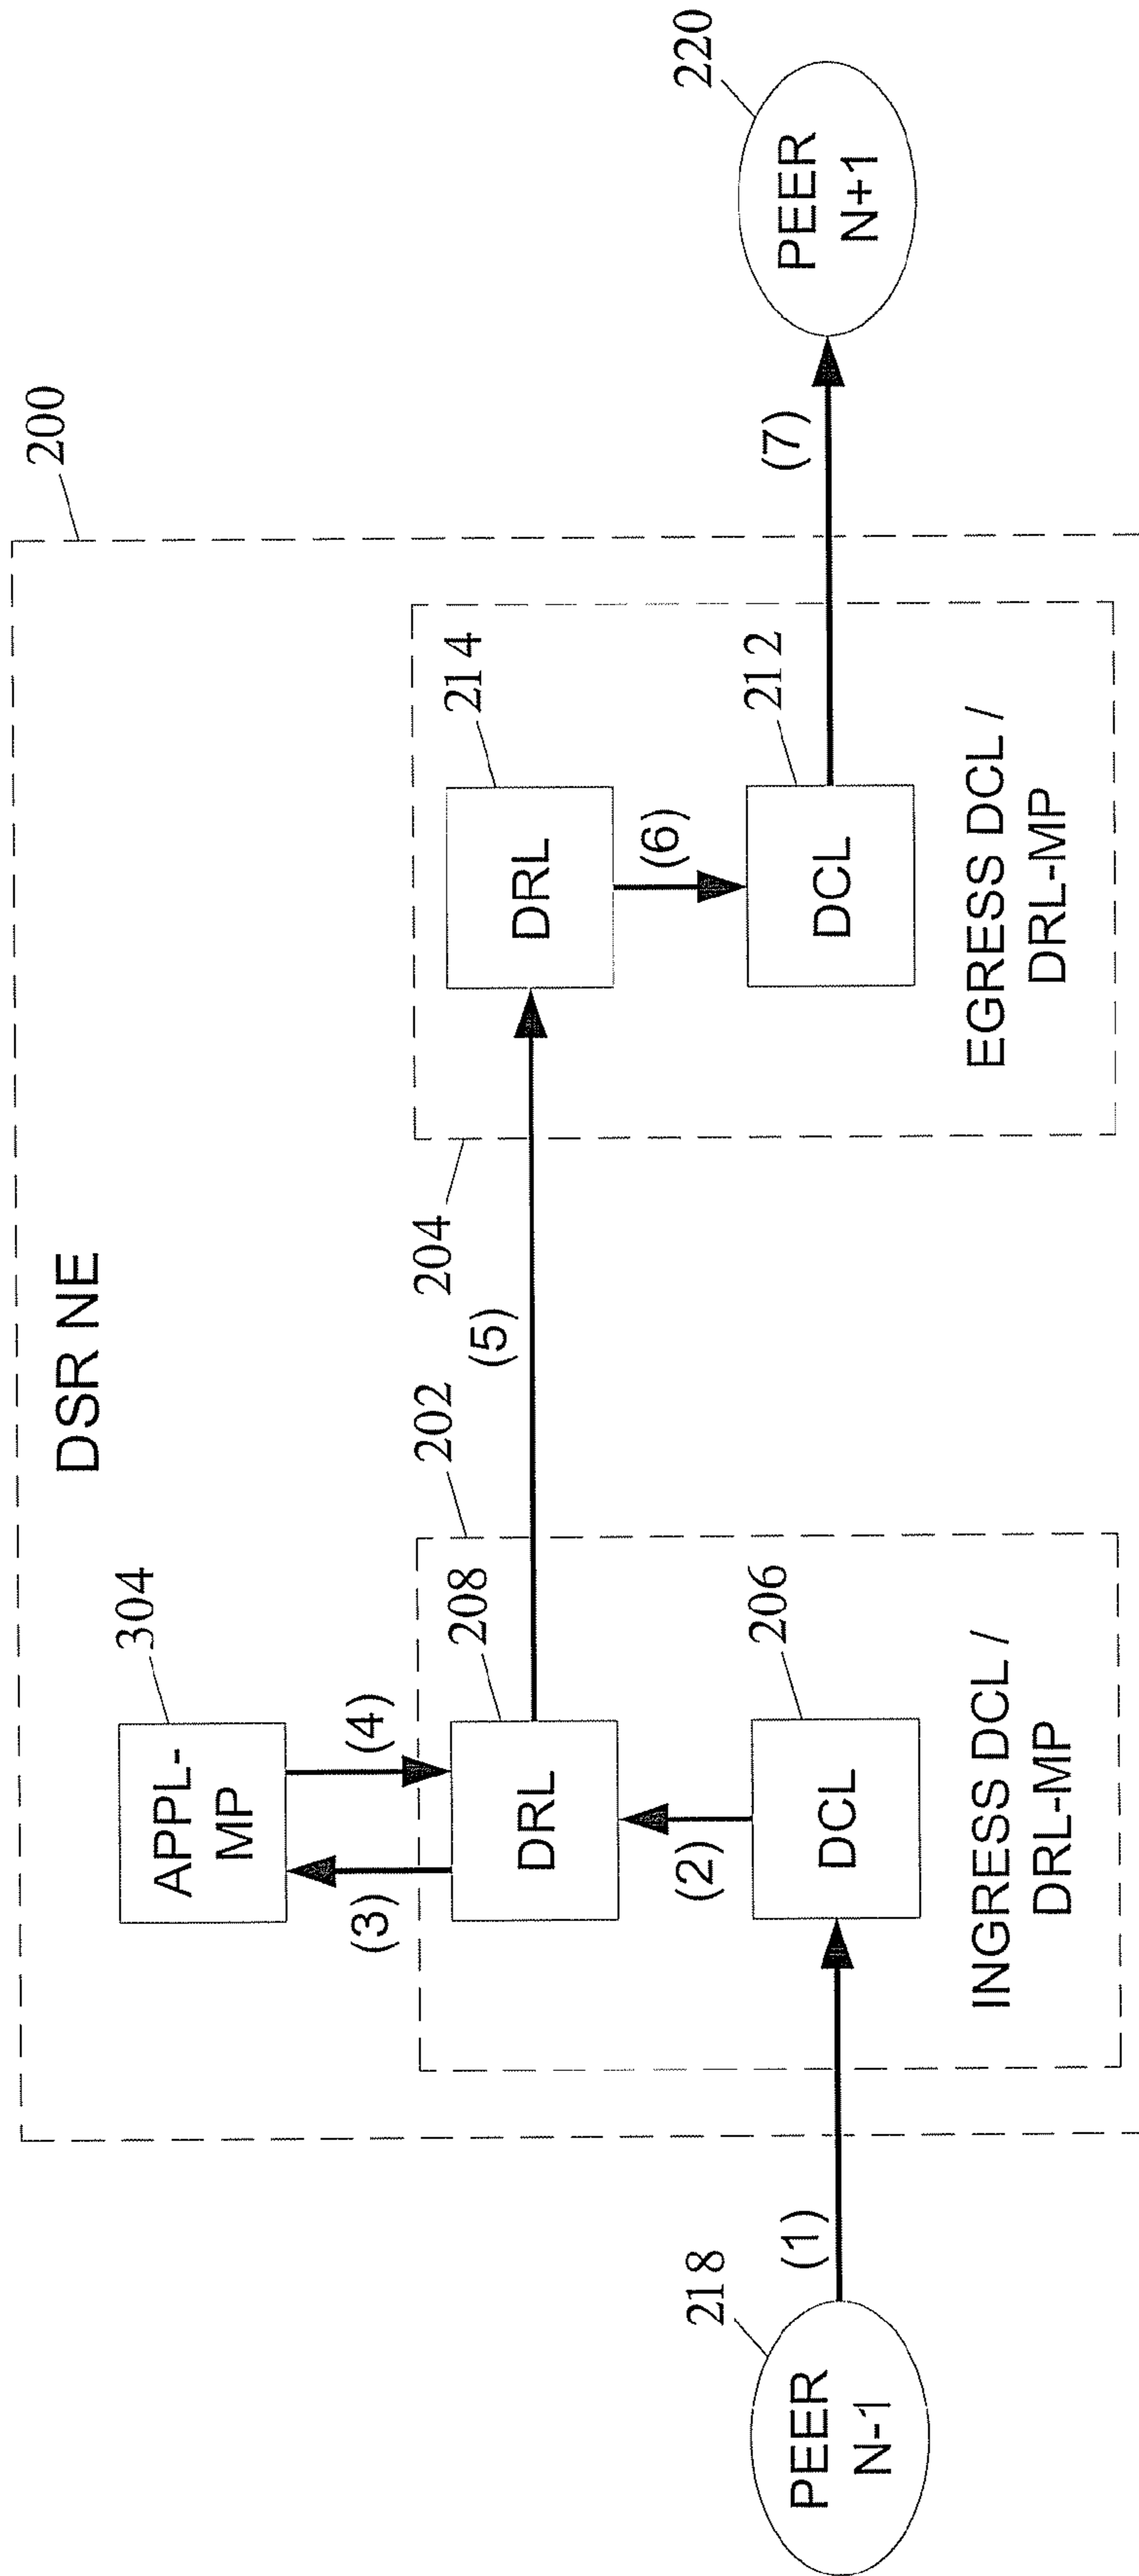 200
DSR NE
304
APPL-
MP
(3)
(4)
202
208
DRL
(5)
204
214
DRL
(2)
(6)
206
DCL
212
DCL
INGRESS DCL /
DRL-MP
EGRESS DCL /
DRL-MP
218
PEER
N-1
(1)
(7)
220
PEER
N+1